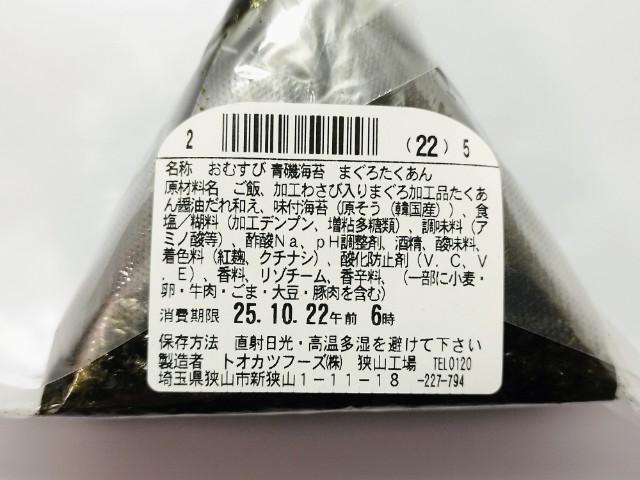 2 (22) 5
名称 おむすび 青磯海苔 まぐろたくあん
原材料名 ご飯、加工わさび入りまぐろ加工品たくあ
ん醤油だれ和え、味付海苔（原そう（韓国産））、食
塩／糊料（加工デンプン、増粘多糖類）、調味料（ア
ミノ酸等）、酢酸Ｎａ、ｐＨ調整剤、酒精、酸味料、
着色料（紅麹、クチナシ）、酸化防止剤（Ｖ．Ｃ、Ｖ
．Ｅ）、香料、リゾチーム、香辛料、（一部に小麦・
卵・牛肉・ごま・大豆・豚肉を含む）
消費期限 25.10.22午前 6時
保存方法 直射日光・高温多湿を避けて下さい
製造者 トオカツフーズ㈱ 狭山工場 TEL0120
埼玉県狭山市新狭山１－１１－１８ -227-794